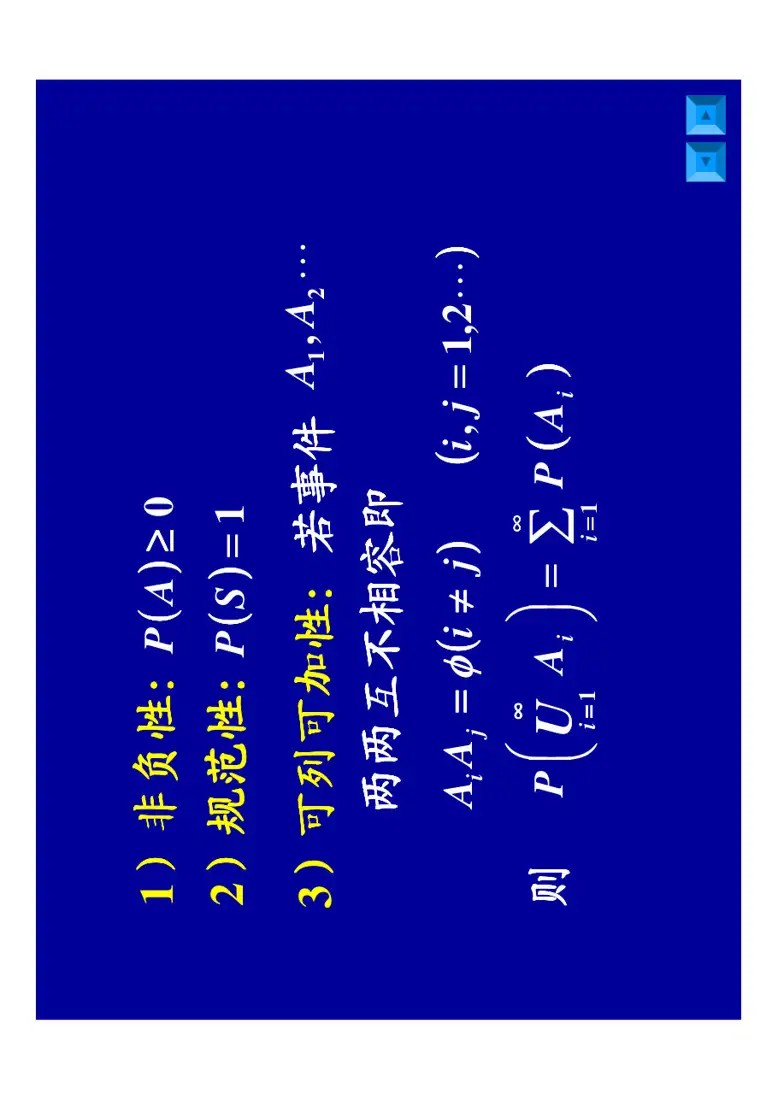 1）非负性：P(A)≥0
2）规范性：P(S)=1
3）可列可加性：若事件 A₁,A₂⋯
两两互不相容即
AᵢAⱼ=ϕ(i≠j) (i,j=1,2⋯)
则 P(U_{i=1}^{∞} Aᵢ)=∑_{i=1}^{∞} P(Aᵢ)